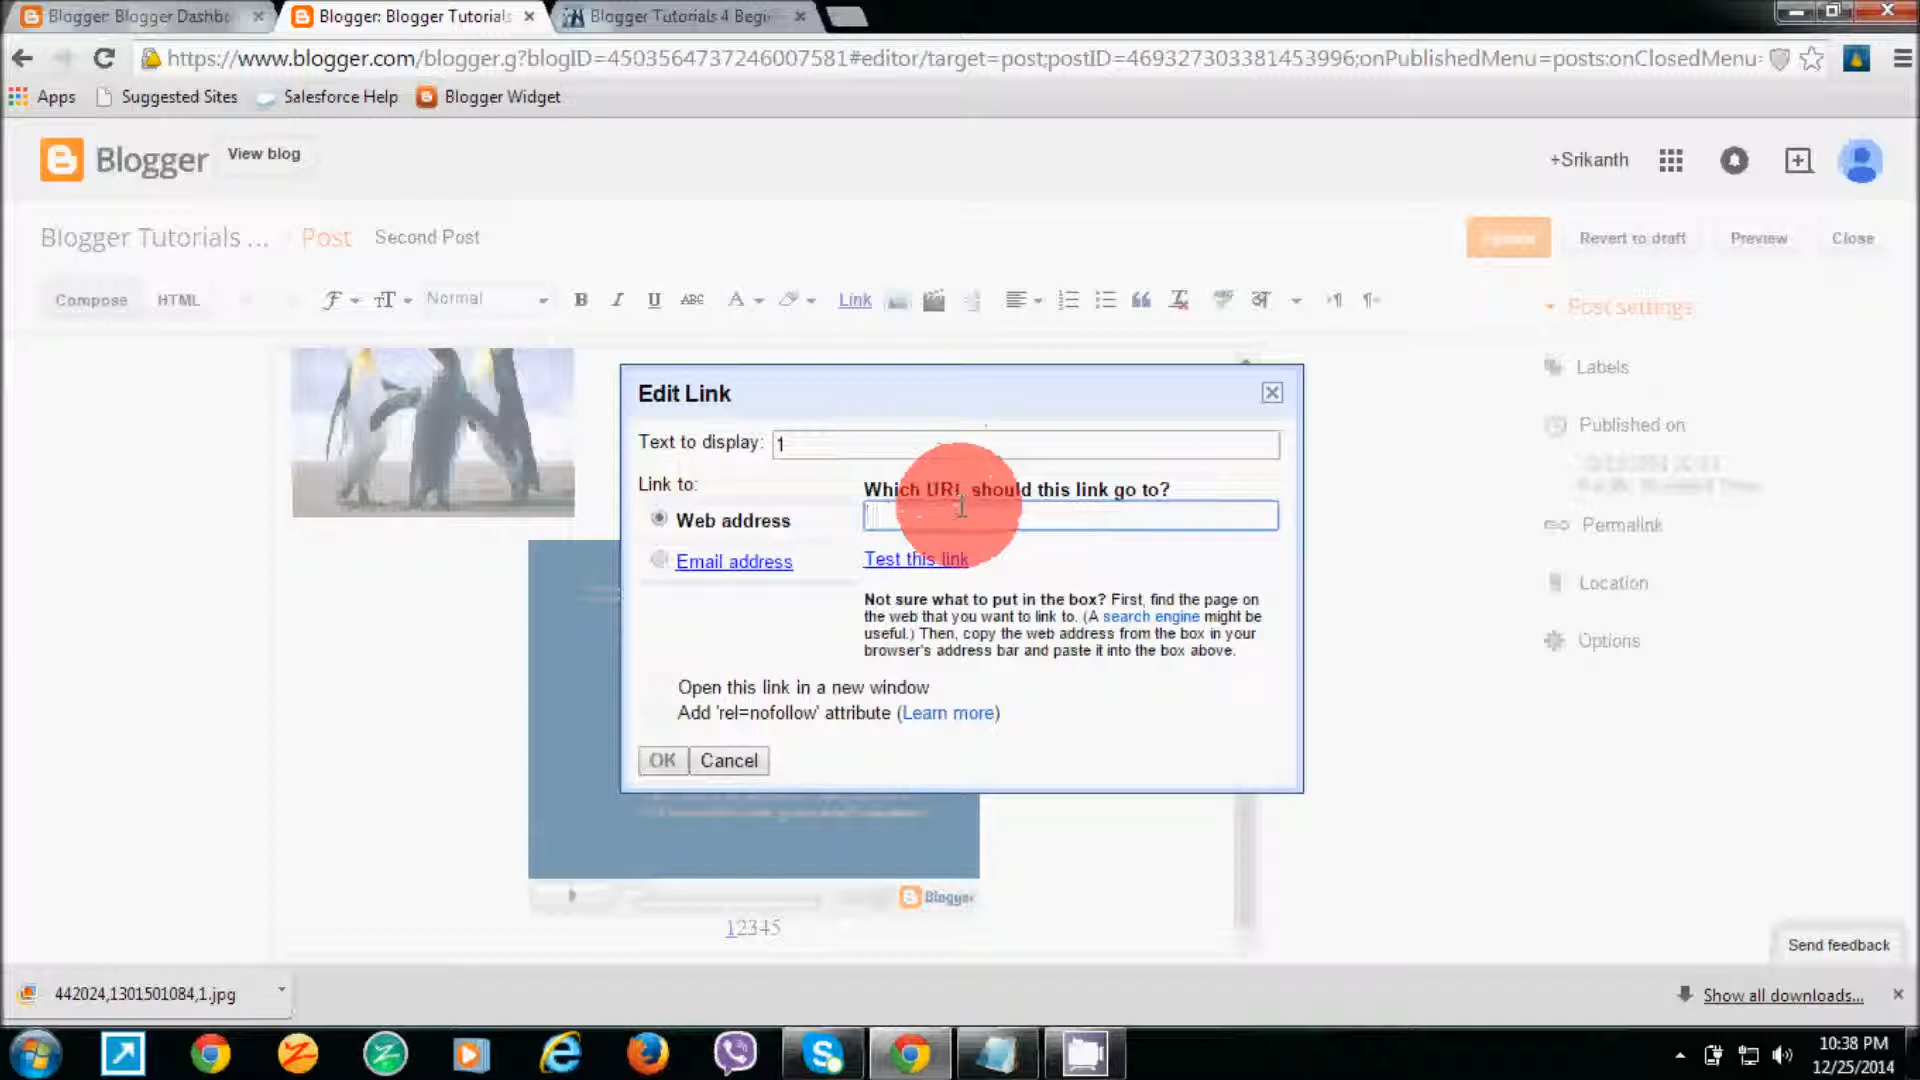 Blogger: Blogger Dashbo
Blogger: Blogger Tutorials
Blogger Tutorials 4 Begi
https://www.blogger.com/blogger.g?blogID=4503564737246007581#editor/target=post;postID=469327303381453996;onPublishedMenu=posts;onClosedMenu=
Apps
Suggested Sites
Salesforce Help
Blogger Widget
Blogger
View blog
+Srikanth
Blogger Tutorials ...
Post
Second Post
Revert to draft
Preview
Close
Compose
HTML
Normal
B I U ABC A
Link
Post settings
Labels
Published on
Permalink
Location
Options
Edit Link
Text to display: 1
Link to:
Which URL should this link go to?
Web address
Email address
Test this link
Not sure what to put in the box? First, find the page on
the web that you want to link to. (A search engine might be
useful.) Then, copy the web address from the box in your
browser's address bar and paste it into the box above.
Open this link in a new window
Add 'rel=nofollow' attribute (Learn more)
OK
Cancel
Blogger
12345
Send feedback
442024,1301501084,1.jpg
Show all downloads...
10:38 PM
12/25/2014